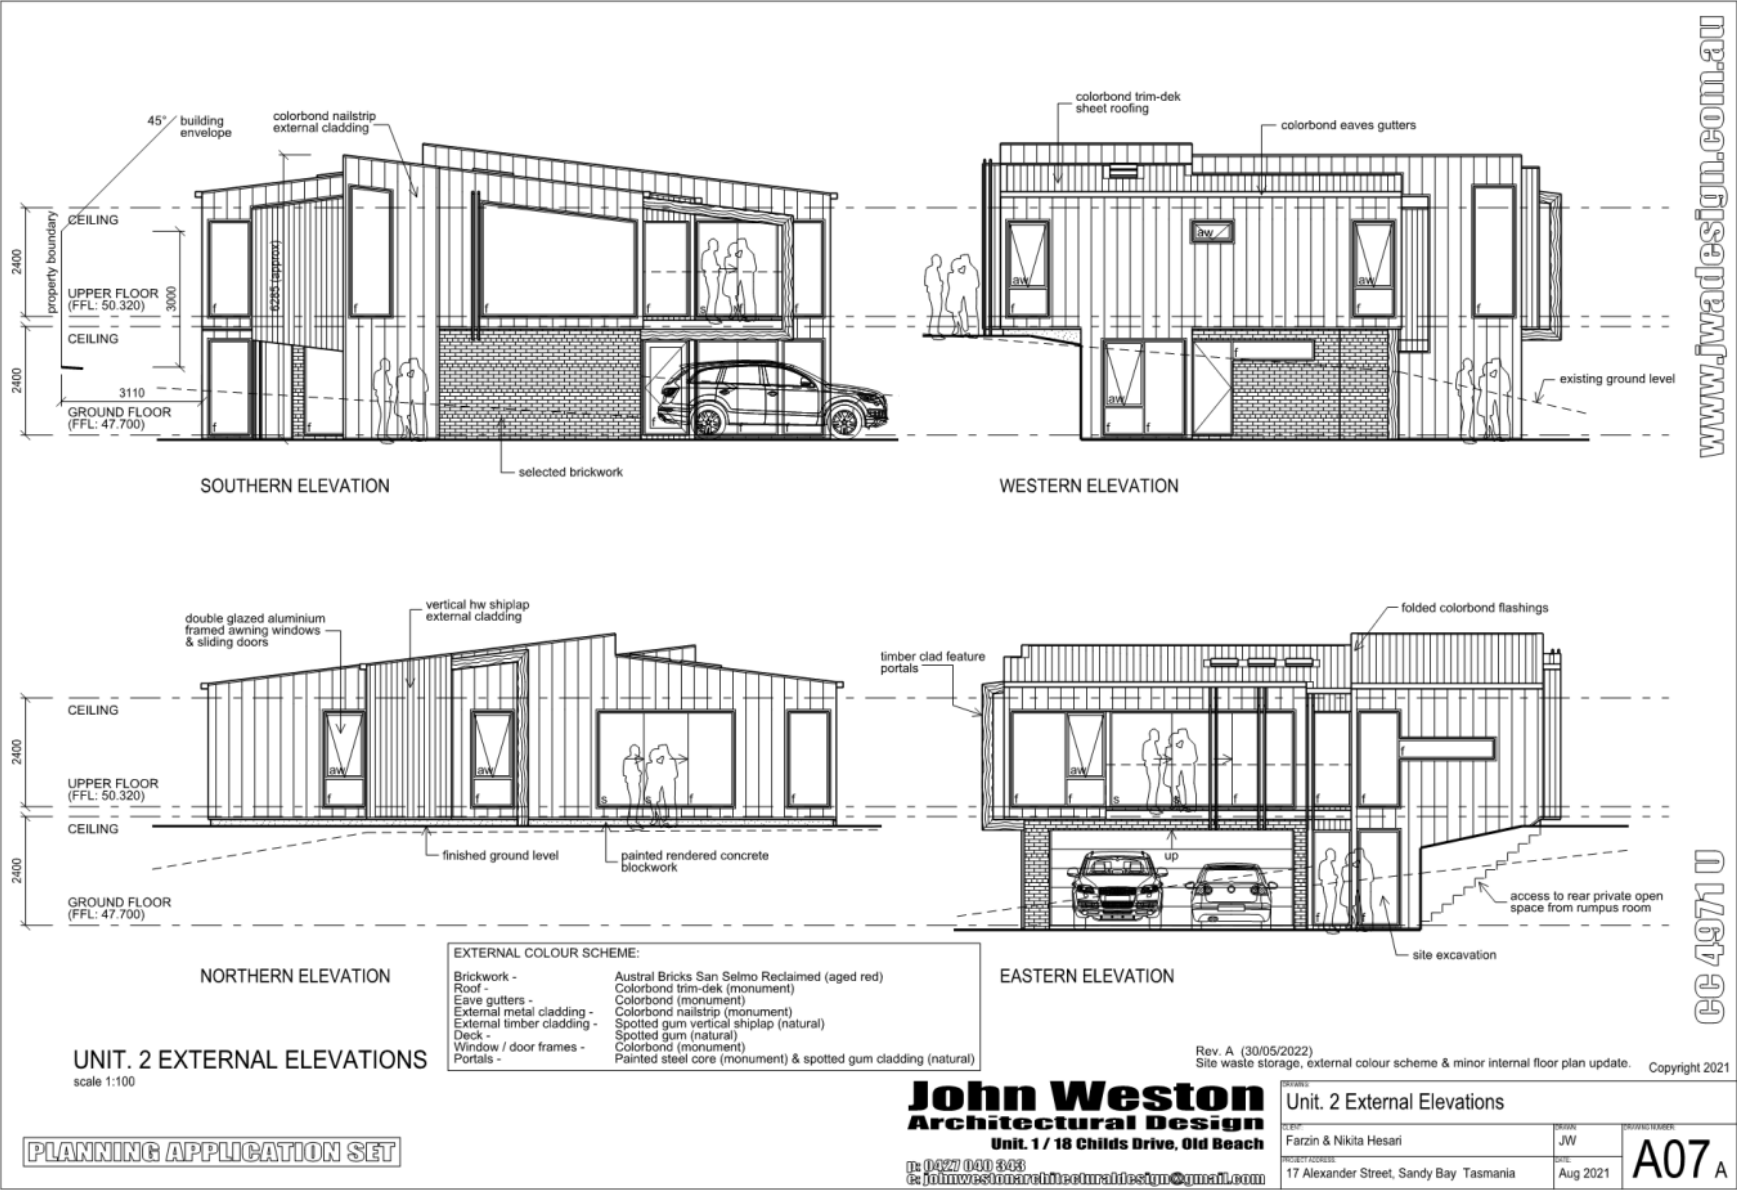 45°
building
envelope
colorbond nailstrip
external cladding
property boundary
CEILING
2400
UPPER FLOOR
(FFL: 50.320)
3000
6285 (approx)
CEILING
2400
3110
GROUND FLOOR
(FFL: 47.700)
f
f
f
f
s
f
f
f
f
f
f
selected brickwork
SOUTHERN ELEVATION
colorbond trim-dek
sheet roofing
colorbond eaves gutters
aw
aw
f
aw
f
f
f
aw
f
f
existing ground level
WESTERN ELEVATION
www.jwadesign.com.au
double glazed aluminium
framed awning windows
& sliding doors
vertical hw shiplap
external cladding
CEILING
2400
UPPER FLOOR
(FFL: 50.320)
CEILING
2400
GROUND FLOOR
(FFL: 47.700)
aw
f
aw
f
s
s
f
f
finished ground level
painted rendered concrete
blockwork
NORTHERN ELEVATION
timber clad feature
portals
folded colorbond flashings
f
aw
f
s
s
f
f
f
f
up
f
f
access to rear private open
space from rumpus room
site excavation
EASTERN ELEVATION
CC 4971 U
EXTERNAL COLOUR SCHEME:
Brickwork - Austral Bricks San Selmo Reclaimed (aged red)
Roof - Colorbond trim-dek (monument)
Eave gutters - Colorbond (monument)
External metal cladding - Colorbond nailstrip (monument)
External timber cladding - Spotted gum vertical shiplap (natural)
Deck - Spotted gum (natural)
Window / door frames - Colorbond (monument)
Portals - Painted steel core (monument) & spotted gum cladding (natural)
UNIT. 2 EXTERNAL ELEVATIONS
scale 1:100
PLANNING APPLICATION SET
Rev. A (30/05/2022)
Site waste storage, external colour scheme & minor internal floor plan update.
Copyright 2021
John Weston
Architectural Design
Unit. 1 / 18 Childs Drive, Old Beach
p: 0427 040 343
e: johnwestonarchitecturaldesign@gmail.com
DRAWING:
Unit. 2 External Elevations
CLIENT:
Farzin & Nikita Hesari
DRAWN:
JW
DRAWING NUMBER:
A07 A
PROJECT ADDRESS:
17 Alexander Street, Sandy Bay Tasmania
DATE:
Aug 2021